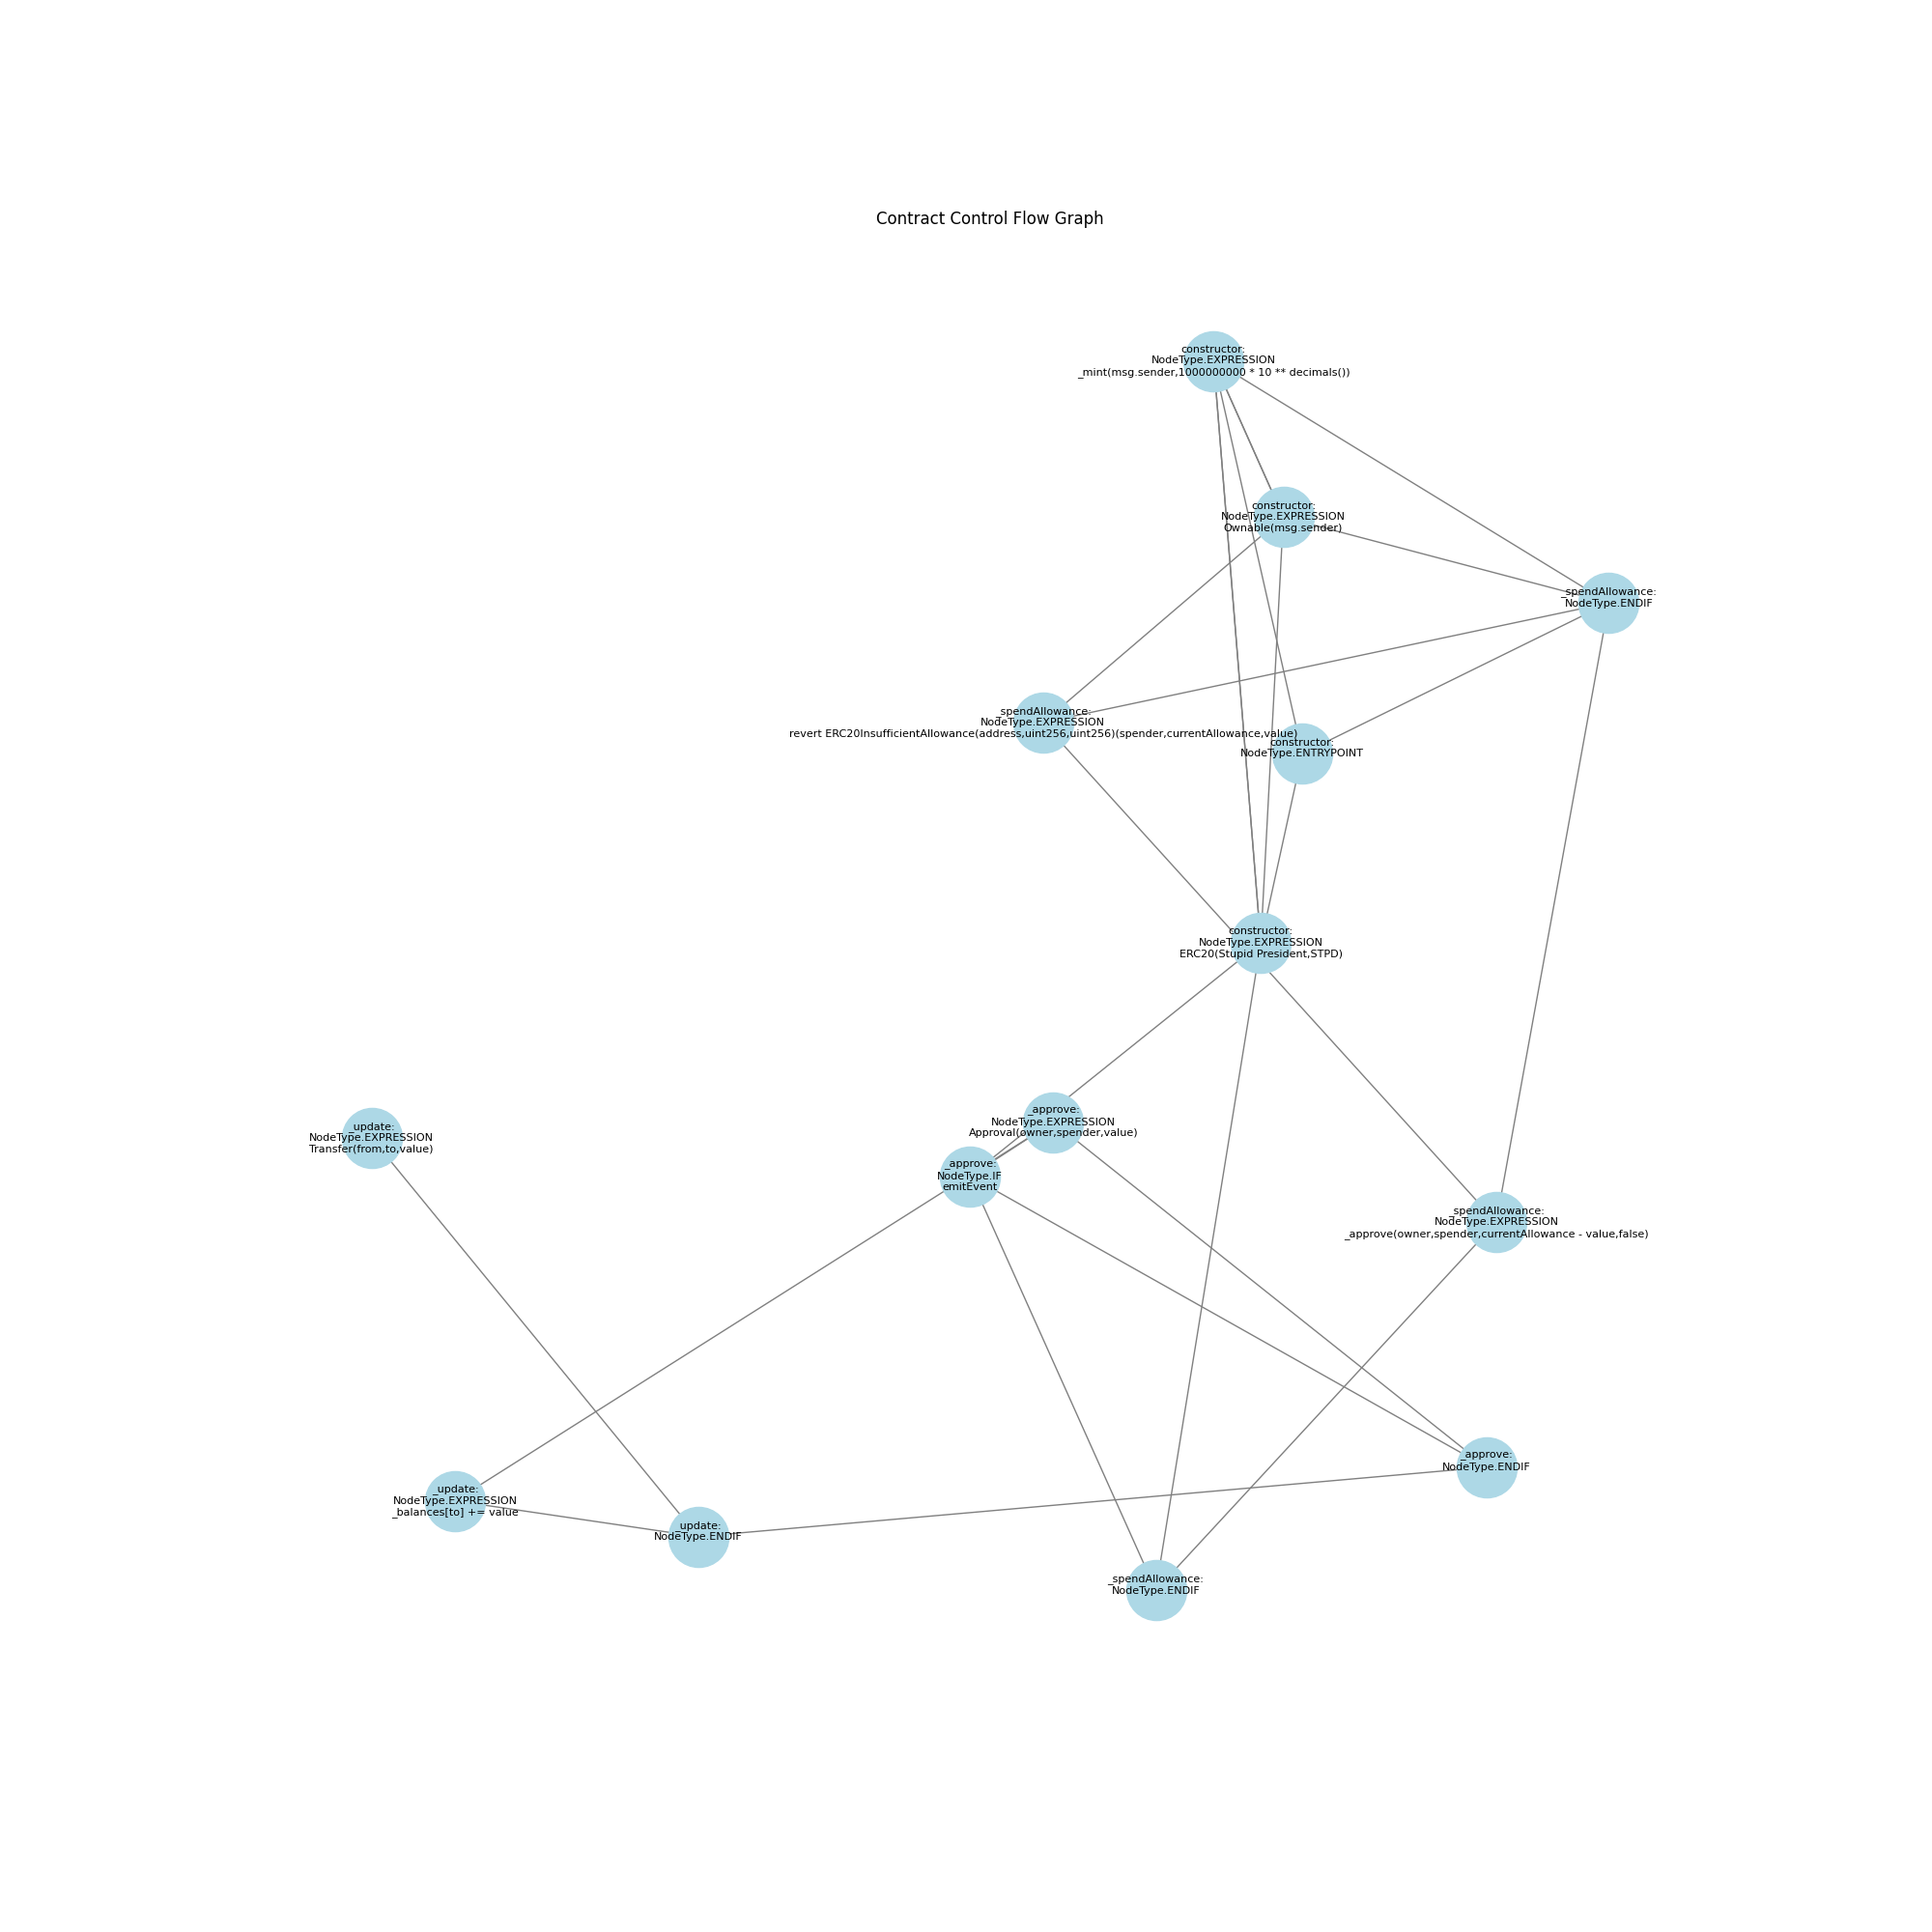 Contract Control Flow Graph
constructor:
NodeType.EXPRESSION
_mint(msg.sender,1000000000 * 10 ** decimals())
constructor:
NodeType.EXPRESSION
Ownable(msg.sender)
_spendAllowance:
NodeType.ENDIF
_spendAllowance:
NodeType.EXPRESSION
revert ERC20InsufficientAllowance(address,uint256,uint256)(spender,currentAllowance,value)
constructor:
NodeType.ENTRYPOINT
constructor:
NodeType.EXPRESSION
ERC20(Stupid President,STPD)
_approve:
NodeType.EXPRESSION
Approval(owner,spender,value)
_update:
NodeType.EXPRESSION
Transfer(from,to,value)
_approve:
NodeType.IF
emitEvent
_spendAllowance:
NodeType.EXPRESSION
_approve(owner,spender,currentAllowance - value,false)
_approve:
NodeType.ENDIF
_update:
NodeType.EXPRESSION
_balances[to] += value
_update:
NodeType.ENDIF
_spendAllowance:
NodeType.ENDIF